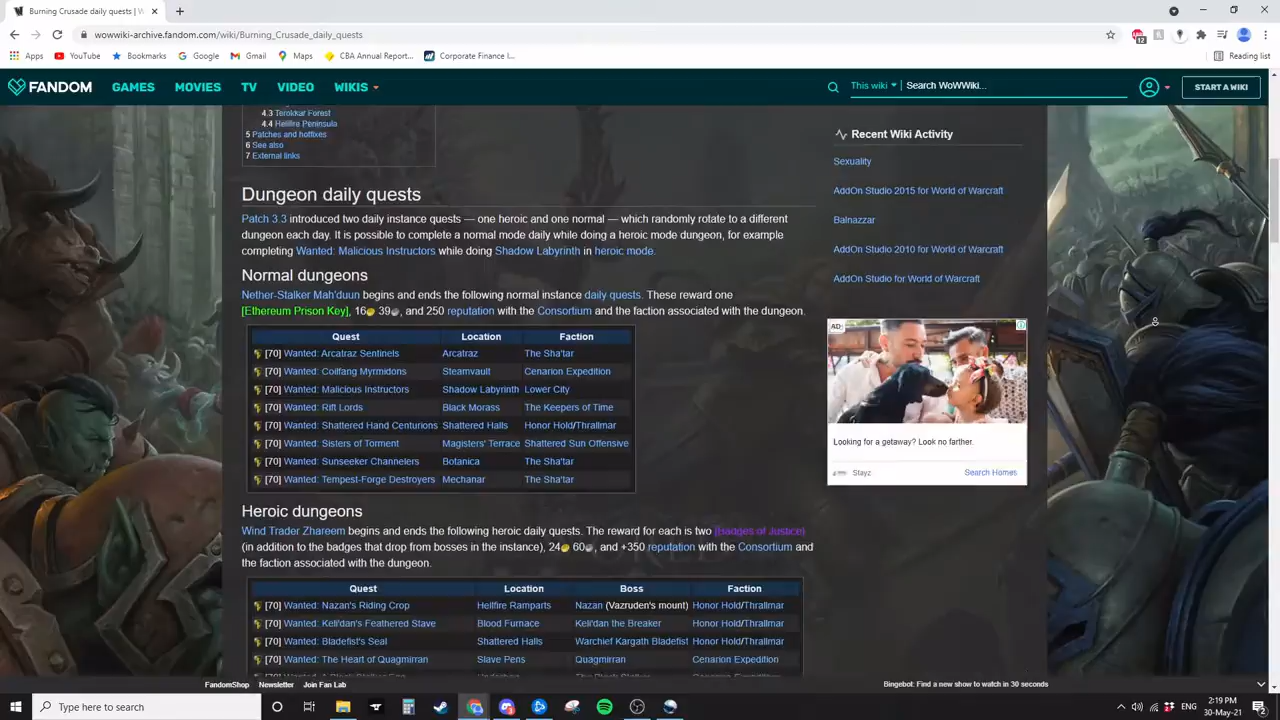 Burning Crusade daily quests | W
wowwiki-archive.fandom.com/wiki/Burning_Crusade_daily_quests
12
Apps
YouTube
Bookmarks
Google
Gmail
Maps
CBA Annual Report...
Corporate Finance I...
Reading list
FANDOM
GAMES
MOVIES
TV
VIDEO
WIKIS
This wiki
Search WoWWiki...
START A WIKI
4.3 Terokkar Forest
4.4 Hellfire Peninsula
5 Patches and hotfixes
6 See also
7 External links
Dungeon daily quests
Patch 3.3 introduced two daily instance quests — one heroic and one normal — which randomly rotate to a different
dungeon each day. It is possible to complete a normal mode daily while doing a heroic mode dungeon, for example
completing Wanted: Malicious Instructors while doing Shadow Labyrinth in heroic mode.
Normal dungeons
Nether-Stalker Mah'duun begins and ends the following normal instance daily quests. These reward one
[Ethereum Prison Key], 16 39, and 250 reputation with the Consortium and the faction associated with the dungeon.
Quest Location Faction
[70] Wanted: Arcatraz Sentinels Arcatraz The Sha'tar
[70] Wanted: Coilfang Myrmidons Steamvault Cenarion Expedition
[70] Wanted: Malicious Instructors Shadow Labyrinth Lower City
[70] Wanted: Rift Lords Black Morass The Keepers of Time
[70] Wanted: Shattered Hand Centurions Shattered Halls Honor Hold/Thrallmar
[70] Wanted: Sisters of Torment Magisters' Terrace Shattered Sun Offensive
[70] Wanted: Sunseeker Channelers Botanica The Sha'tar
[70] Wanted: Tempest-Forge Destroyers Mechanar The Sha'tar
Heroic dungeons
Wind Trader Zhareem begins and ends the following heroic daily quests. The reward for each is two [Badges of Justice]
(in addition to the badges that drop from bosses in the instance), 24 60, and +350 reputation with the Consortium and
the faction associated with the dungeon.
Quest Location Boss Faction
[70] Wanted: Nazan's Riding Crop Hellfire Ramparts Nazan (Vazruden's mount) Honor Hold/Thrallmar
[70] Wanted: Keli'dan's Feathered Stave Blood Furnace Keli'dan the Breaker Honor Hold/Thrallmar
[70] Wanted: Bladefist's Seal Shattered Halls Warchief Kargath Bladefist Honor Hold/Thrallmar
[70] Wanted: The Heart of Quagmirran Slave Pens Quagmirran Cenarion Expedition
Recent Wiki Activity
Sexuality
AddOn Studio 2015 for World of Warcraft
Balnazzar
AddOn Studio 2010 for World of Warcraft
AddOn Studio for World of Warcraft
AD:
Looking for a getaway? Look no farther.
Stayz
Search Homes
FandomShop
Newsletter
Join Fan Lab
Bingebot: Find a new show to watch in 30 seconds
Type here to search
ENG
2:19 PM
30-May-21
2